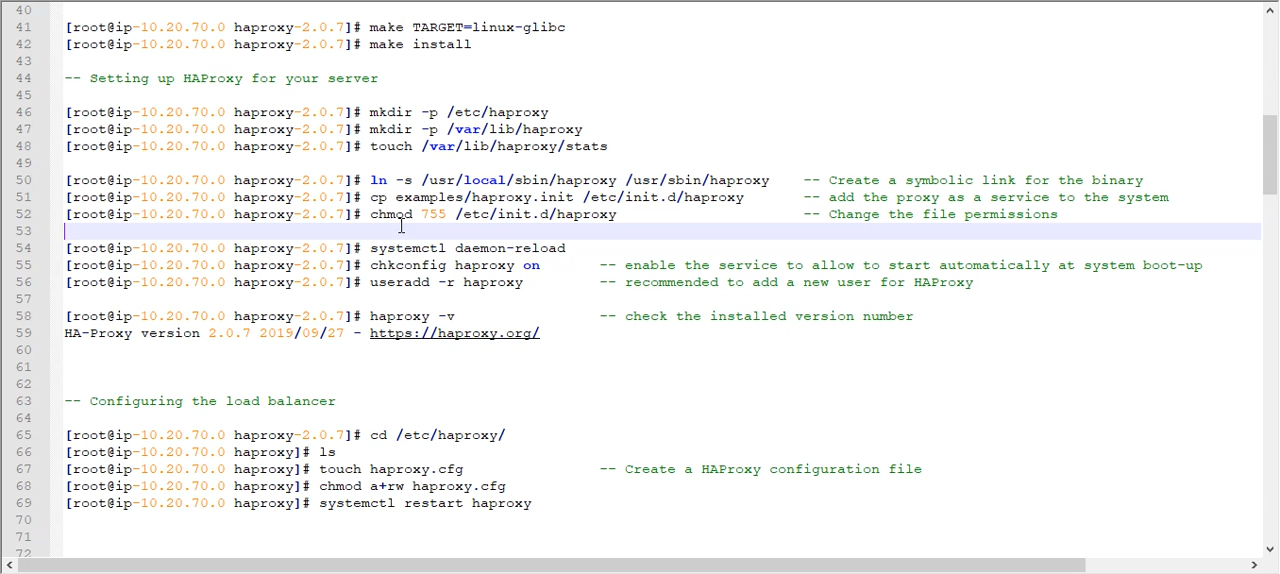 40
41 [root@ip-10.20.70.0 haproxy-2.0.7]# make TARGET=linux-glibc
42 [root@ip-10.20.70.0 haproxy-2.0.7]# make install
43
44 -- Setting up HAProxy for your server
45
46 [root@ip-10.20.70.0 haproxy-2.0.7]# mkdir -p /etc/haproxy
47 [root@ip-10.20.70.0 haproxy-2.0.7]# mkdir -p /var/lib/haproxy
48 [root@ip-10.20.70.0 haproxy-2.0.7]# touch /var/lib/haproxy/stats
49
50 [root@ip-10.20.70.0 haproxy-2.0.7]# ln -s /usr/local/sbin/haproxy /usr/sbin/haproxy -- Create a symbolic link for the binary
51 [root@ip-10.20.70.0 haproxy-2.0.7]# cp examples/haproxy.init /etc/init.d/haproxy -- add the proxy as a service to the system
52 [root@ip-10.20.70.0 haproxy-2.0.7]# chmod 755 /etc/init.d/haproxy -- Change the file permissions
53
54 [root@ip-10.20.70.0 haproxy-2.0.7]# systemctl daemon-reload
55 [root@ip-10.20.70.0 haproxy-2.0.7]# chkconfig haproxy on -- enable the service to allow to start automatically at system boot-up
56 [root@ip-10.20.70.0 haproxy-2.0.7]# useradd -r haproxy -- recommended to add a new user for HAProxy
57
58 [root@ip-10.20.70.0 haproxy-2.0.7]# haproxy -v -- check the installed version number
59 HA-Proxy version 2.0.7 2019/09/27 - https://haproxy.org/
60
61
62
63 -- Configuring the load balancer
64
65 [root@ip-10.20.70.0 haproxy-2.0.7]# cd /etc/haproxy/
66 [root@ip-10.20.70.0 haproxy]# ls
67 [root@ip-10.20.70.0 haproxy]# touch haproxy.cfg -- Create a HAProxy configuration file
68 [root@ip-10.20.70.0 haproxy]# chmod a+rw haproxy.cfg
69 [root@ip-10.20.70.0 haproxy]# systemctl restart haproxy
70
71
72